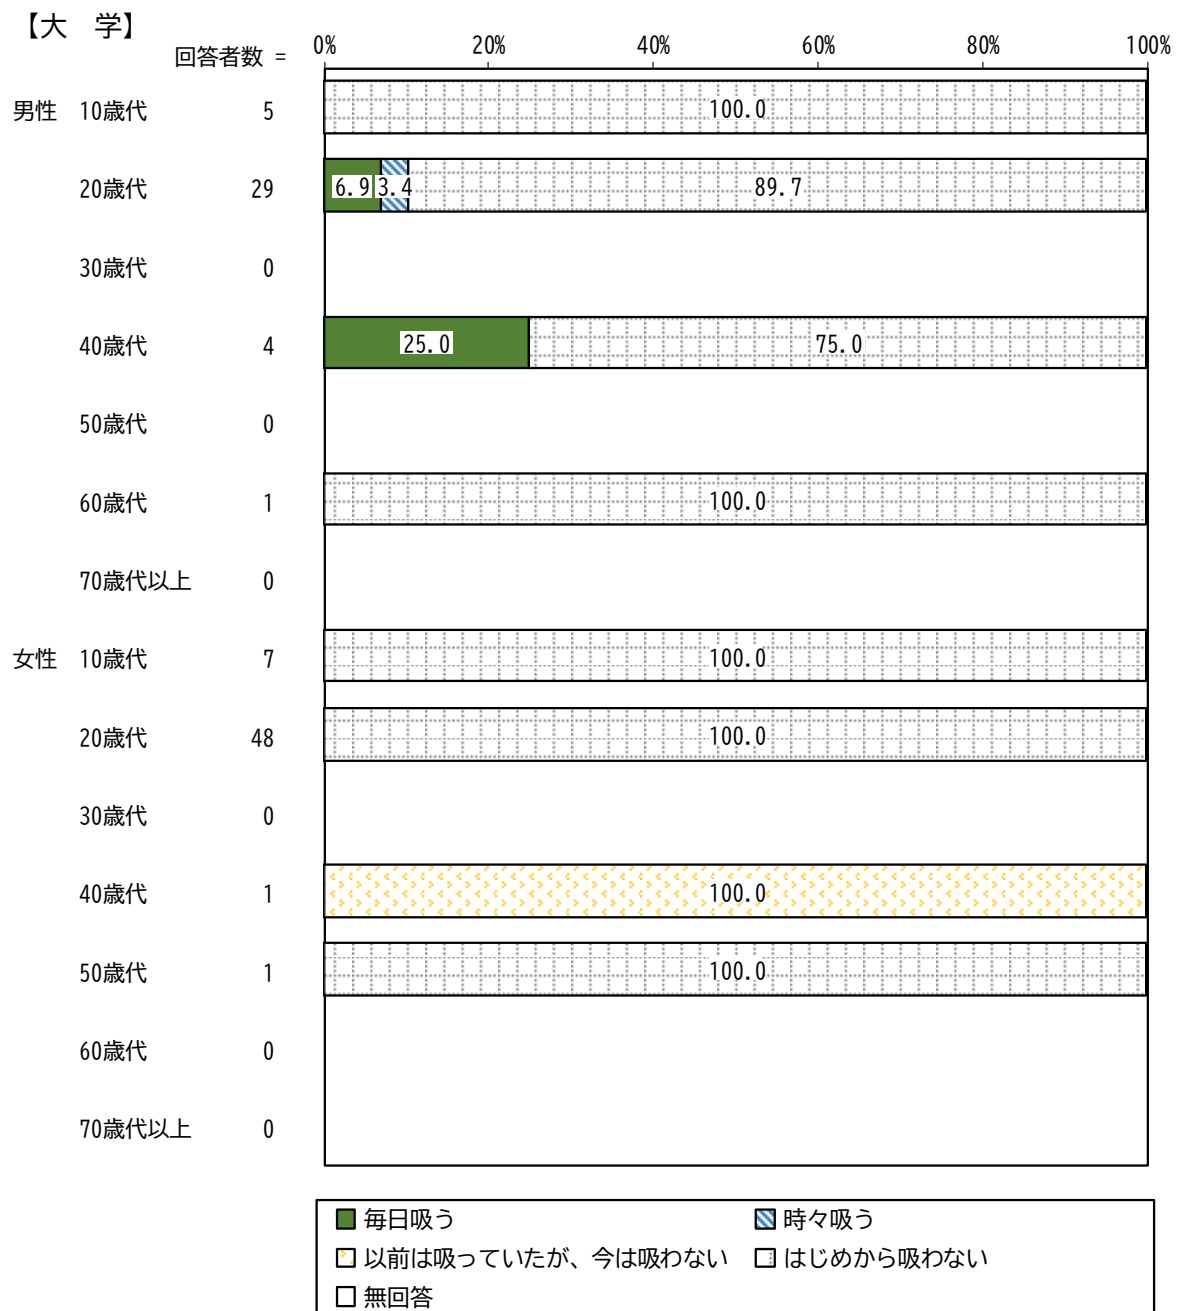 【大　学】
回答者数 =
0% 20% 40% 60% 80% 100%
男性 10歳代 5 100.0
20歳代 29 6.9 3.4 89.7
30歳代 0
40歳代 4 25.0 75.0
50歳代 0
60歳代 1 100.0
70歳代以上 0
女性 10歳代 7 100.0
20歳代 48 100.0
30歳代 0
40歳代 1 100.0
50歳代 1 100.0
60歳代 0
70歳代以上 0
毎日吸う 時々吸う
以前は吸っていたが、今は吸わない はじめから吸わない
無回答